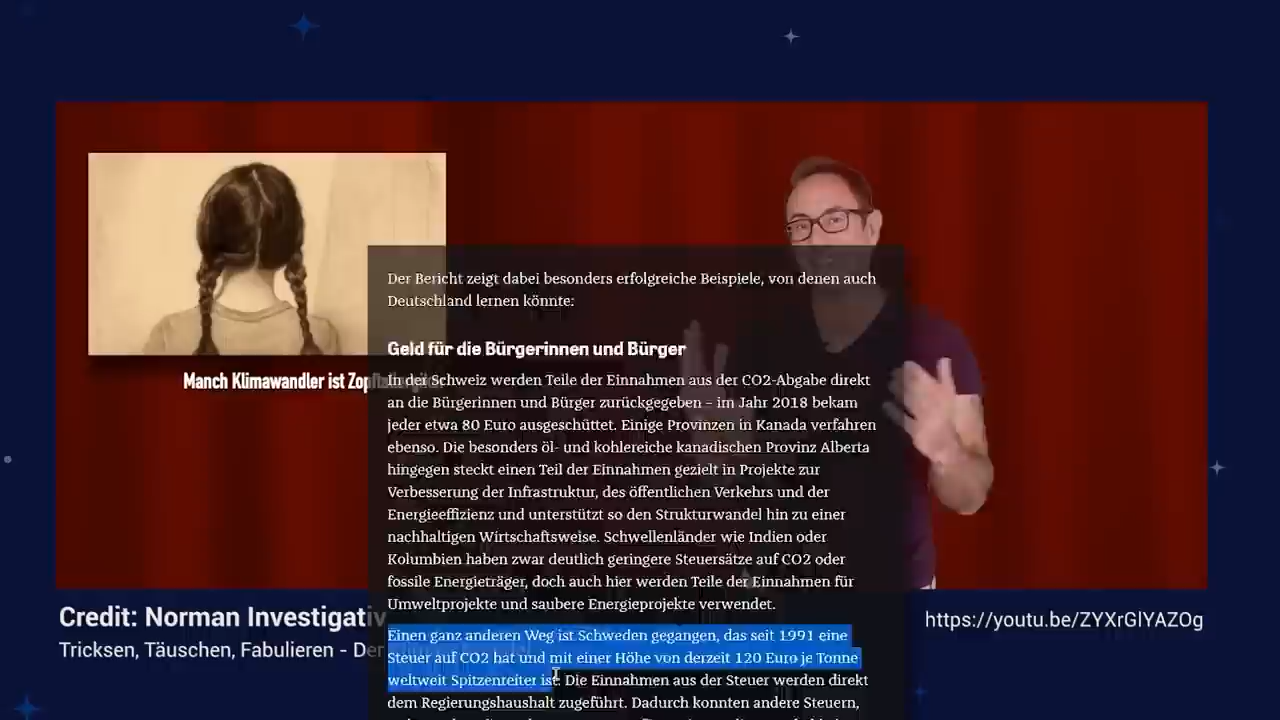 Manch Klimawandler ist Zop
Der Bericht zeigt dabei besonders erfolgreiche Beispiele, von denen auch
Deutschland lernen könnte:
Geld für die Bürgerinnen und Bürger
In der Schweiz werden Teile der Einnahmen aus der CO2-Abgabe direkt
an die Bürgerinnen und Bürger zurückgegeben – im Jahr 2018 bekam
jeder etwa 80 Euro ausgeschüttet. Einige Provinzen in Kanada verfahren
ebenso. Die besonders öl- und kohlereiche kanadischen Provinz Alberta
hingegen steckt einen Teil der Einnahmen gezielt in Projekte zur
Verbesserung der Infrastruktur, des öffentlichen Verkehrs und der
Energieeffizienz und unterstützt so den Strukturwandel hin zu einer
nachhaltigen Wirtschaftsweise. Schwellenländer wie Indien oder
Kolumbien haben zwar deutlich geringere Steuersätze auf CO2 oder
fossile Energieträger, doch auch hier werden Teile der Einnahmen für
Umweltprojekte und saubere Energieprojekte verwendet.
Einen ganz anderen Weg ist Schweden gegangen, das seit 1991 eine
Steuer auf CO2 hat und mit einer Höhe von derzeit 120 Euro je Tonne
weltweit Spitzenreiter ist. Die Einnahmen aus der Steuer werden direkt
dem Regierungshaushalt zugeführt. Dadurch konnten andere Steuern,
Credit: Norman Investigativ
Tricksen, Täuschen, Fabulieren - Der
https://youtu.be/ZYXrGlYAZOg